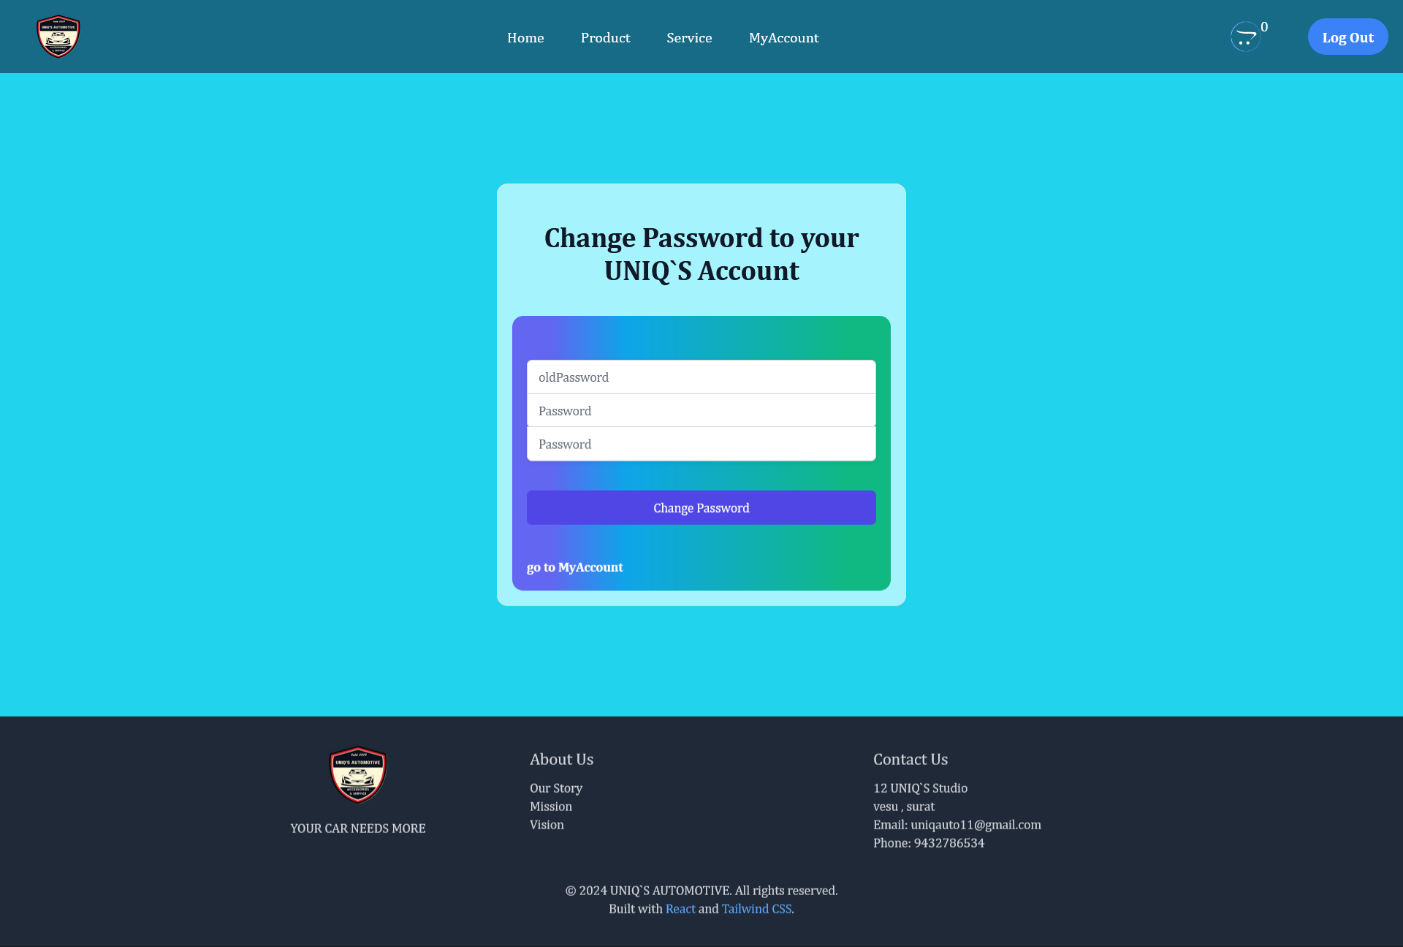 UNIQ'S AUTOMOTIVE
Home
Product
Service
MyAccount
0
Log Out
Change Password to your
UNIQ`S Account
oldPassword
Password
Password
Change Password
go to MyAccount
UNIQ'S AUTOMOTIVE
YOUR CAR NEEDS MORE
About Us
Our Story
Mission
Vision
Contact Us
12 UNIQ`S Studio
vesu , surat
Email: uniqauto11@gmail.com
Phone: 9432786534
© 2024 UNIQ`S AUTOMOTIVE. All rights reserved.
Built with React and Tailwind CSS.